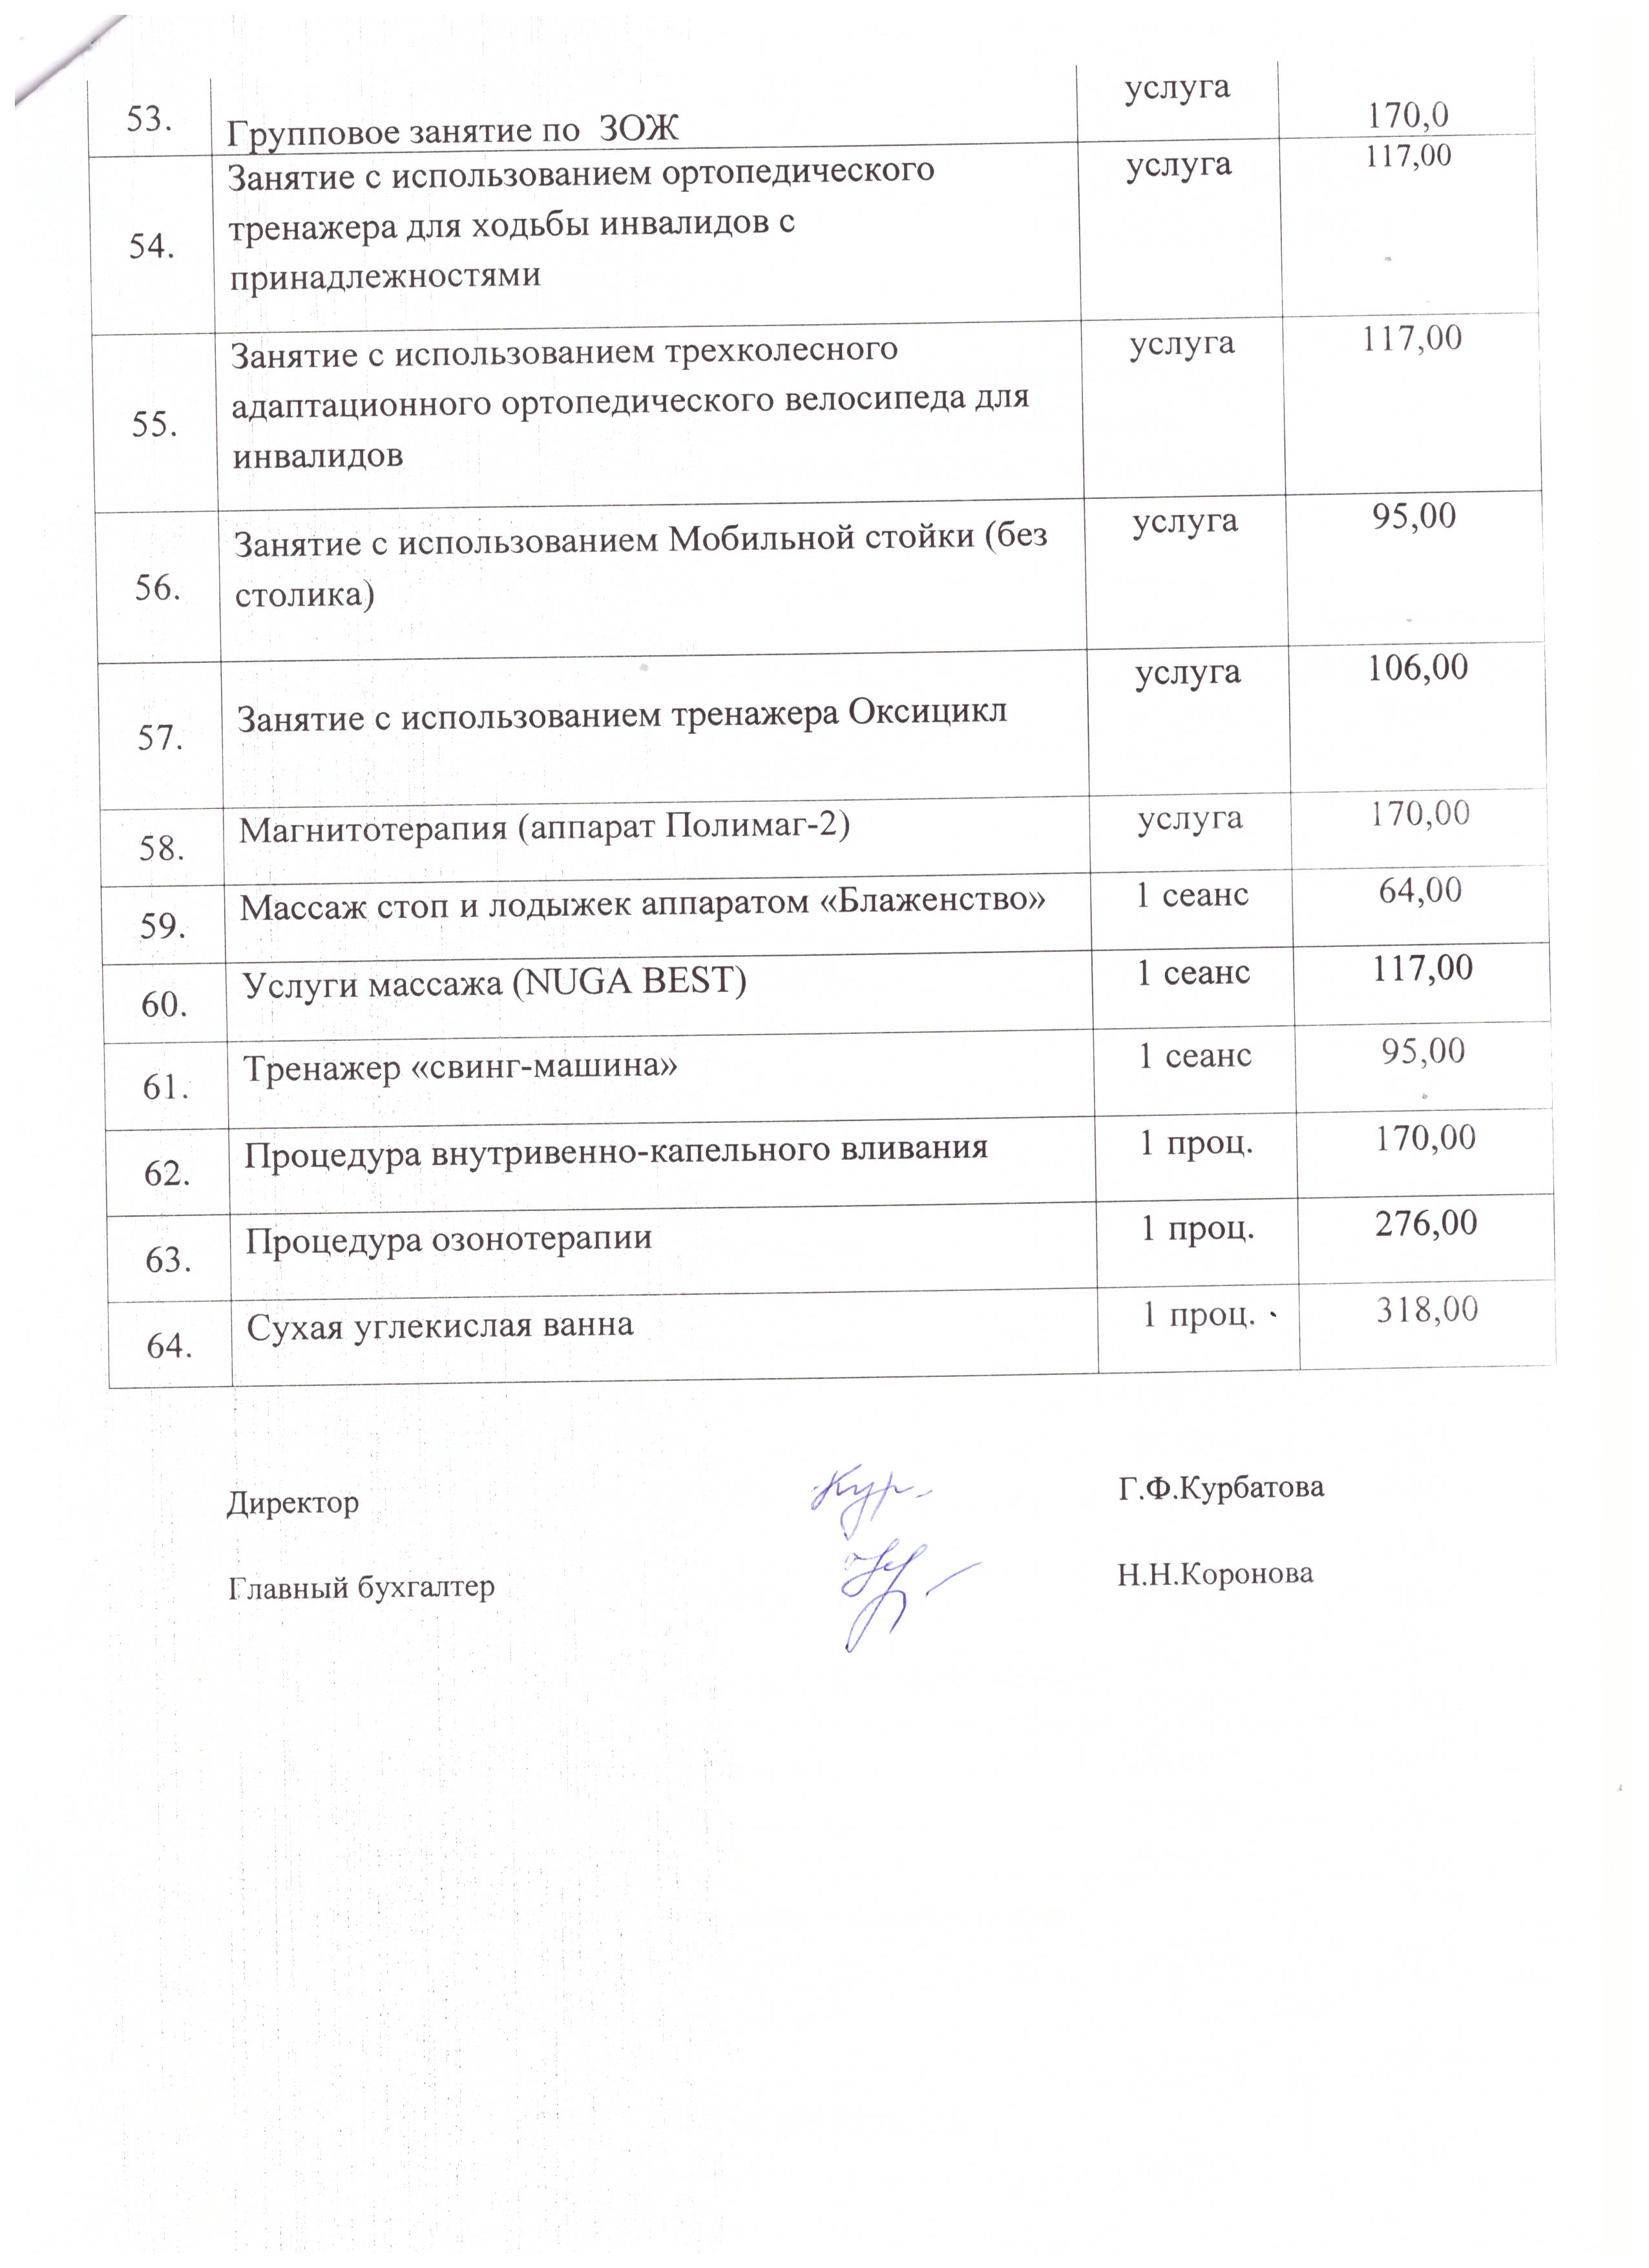 53. Групповое занятие по ЗОЖ услуга 170,0
54. Занятие с использованием ортопедического услуга 117,00
тренажера для ходьбы инвалидов с
принадлежностями
55. Занятие с использованием трехколесного услуга 117,00
адаптационного ортопедического велосипеда для
инвалидов
56. Занятие с использованием Мобильной стойки (без услуга 95,00
столика)
57. Занятие с использованием тренажера Оксицикл услуга 106,00
58. Магнитотерапия (аппарат Полимаг-2) услуга 170,00
59. Массаж стоп и лодыжек аппаратом «Блаженство» 1 сеанс 64,00
60. Услуги массажа (NUGA BEST) 1 сеанс 117,00
61. Тренажер «свинг-машина» 1 сеанс 95,00
62. Процедура внутривенно-капельного вливания 1 проц. 170,00
63. Процедура озонотерапии 1 проц. 276,00
64. Сухая углекислая ванна 1 проц. 318,00
Директор Кур. Г.Ф.Курбатова
Главный бухгалтер Н.Н.Коронова